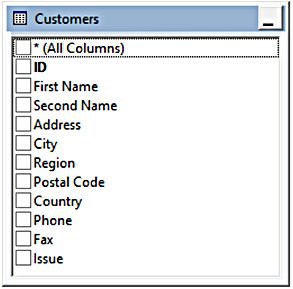 Customers
* (All Columns)
ID
First Name
Second Name
Address
City
Region
Postal Code
Country
Phone
Fax
Issue